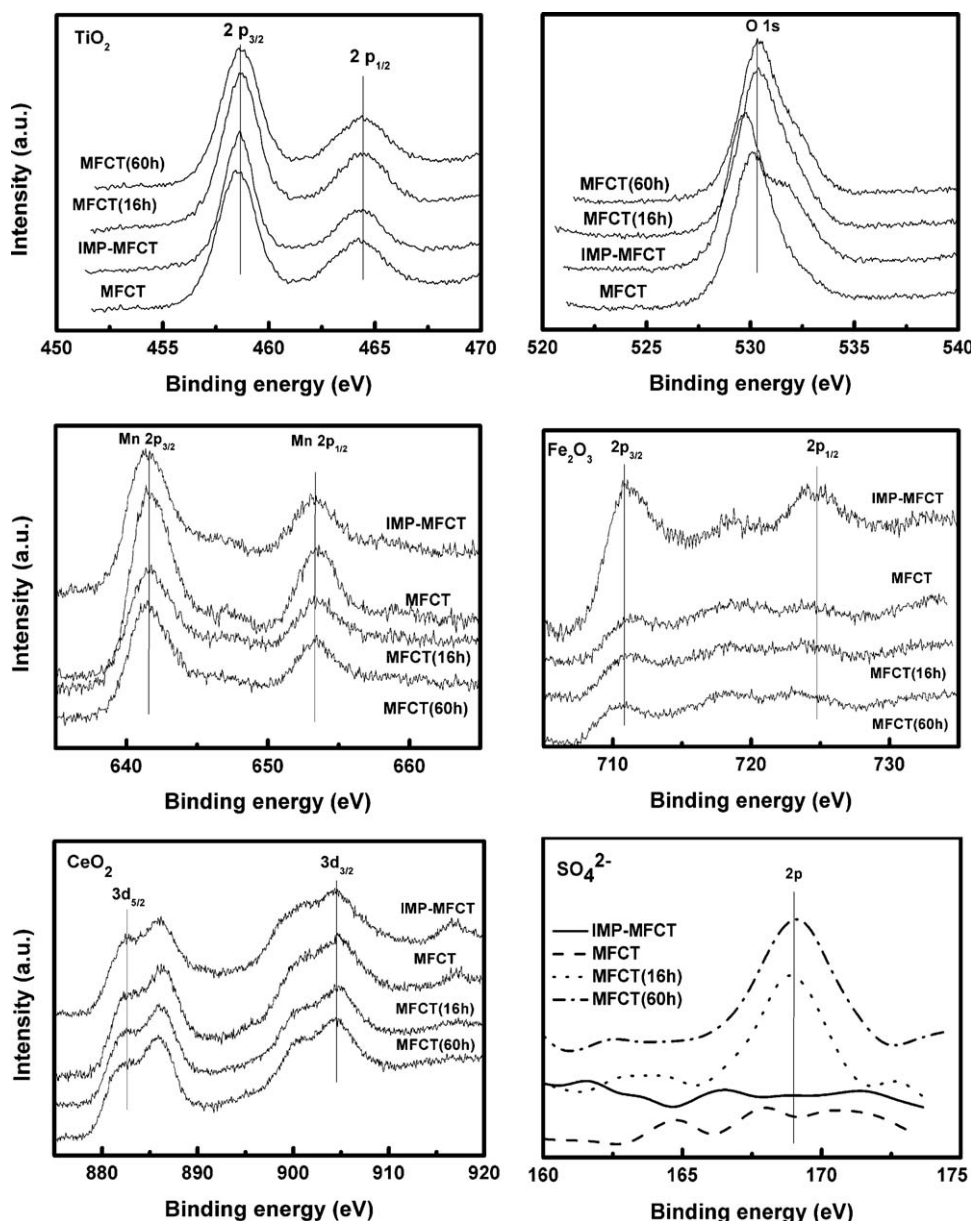 TiO₂
2 p₃/₂
2 p₁/₂
MFCT(60h)
MFCT(16h)
IMP-MFCT
MFCT
Intensity (a.u.)
450 455 460 465 470
Binding energy (eV)
O 1s
MFCT(60h)
MFCT(16h)
IMP-MFCT
MFCT
520 525 530 535 540
Binding energy (eV)
Mn 2p₃/₂
Mn 2p₁/₂
IMP-MFCT
MFCT
MFCT(16h)
MFCT(60h)
Intensity (a.u.)
640 650 660
Binding energy (eV)
Fe₂O₃
2p₃/₂
2p₁/₂
IMP-MFCT
MFCT
MFCT(16h)
MFCT(60h)
710 720 730
Binding energy (eV)
CeO₂
3d₅/₂
3d₃/₂
IMP-MFCT
MFCT
MFCT(16h)
MFCT(60h)
Intensity (a.u.)
880 890 900 910 920
Binding energy (eV)
SO₄²⁻
2p
IMP-MFCT
MFCT
MFCT(16h)
MFCT(60h)
160 165 170 175
Binding energy (eV)